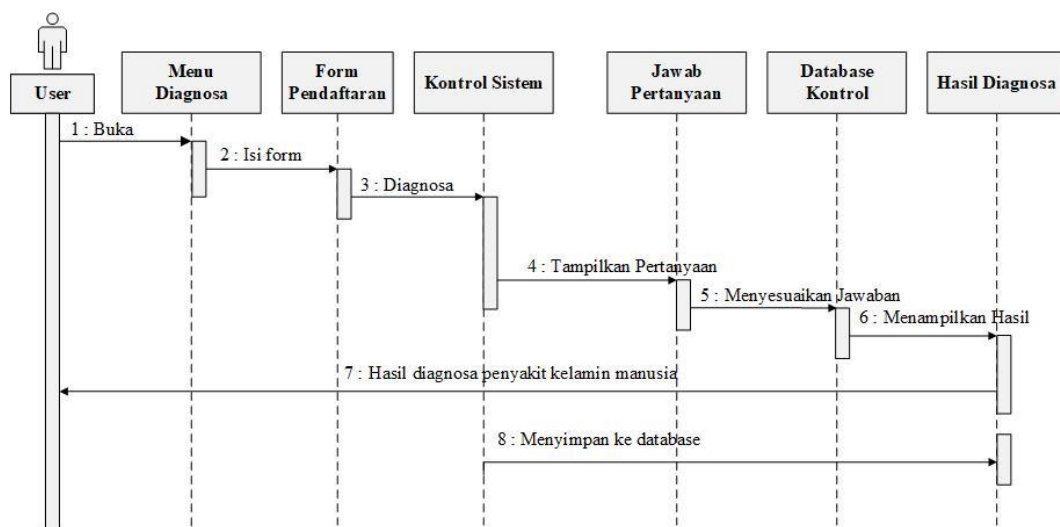 User
Menu
Diagnosa
Form
Pendaftaran
Kontrol Sistem
Jawab
Pertanyaan
Database
Kontrol
Hasil Diagnosa
1 : Buka
2 : Isi form
3 : Diagnosa
4 : Tampilkan Pertanyaan
5 : Menyesuaikan Jawaban
6 : Menampilkan Hasil
7 : Hasil diagnosa penyakit kelamin manusia
8 : Menyimpan ke database